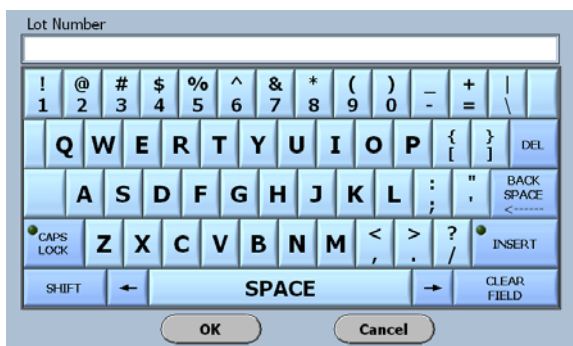 Lot Number
! @ # $ % ^ & * ( ) _ + |
1 2 3 4 5 6 7 8 9 0 - = \
Q W E R T Y U I O P { [ } ] DEL
A S D F G H J K L : ; " ' BACK SPACE <------
CAPS LOCK Z X C V B N M < , > . ? / INSERT
SHIFT ← SPACE → CLEAR FIELD
OK Cancel